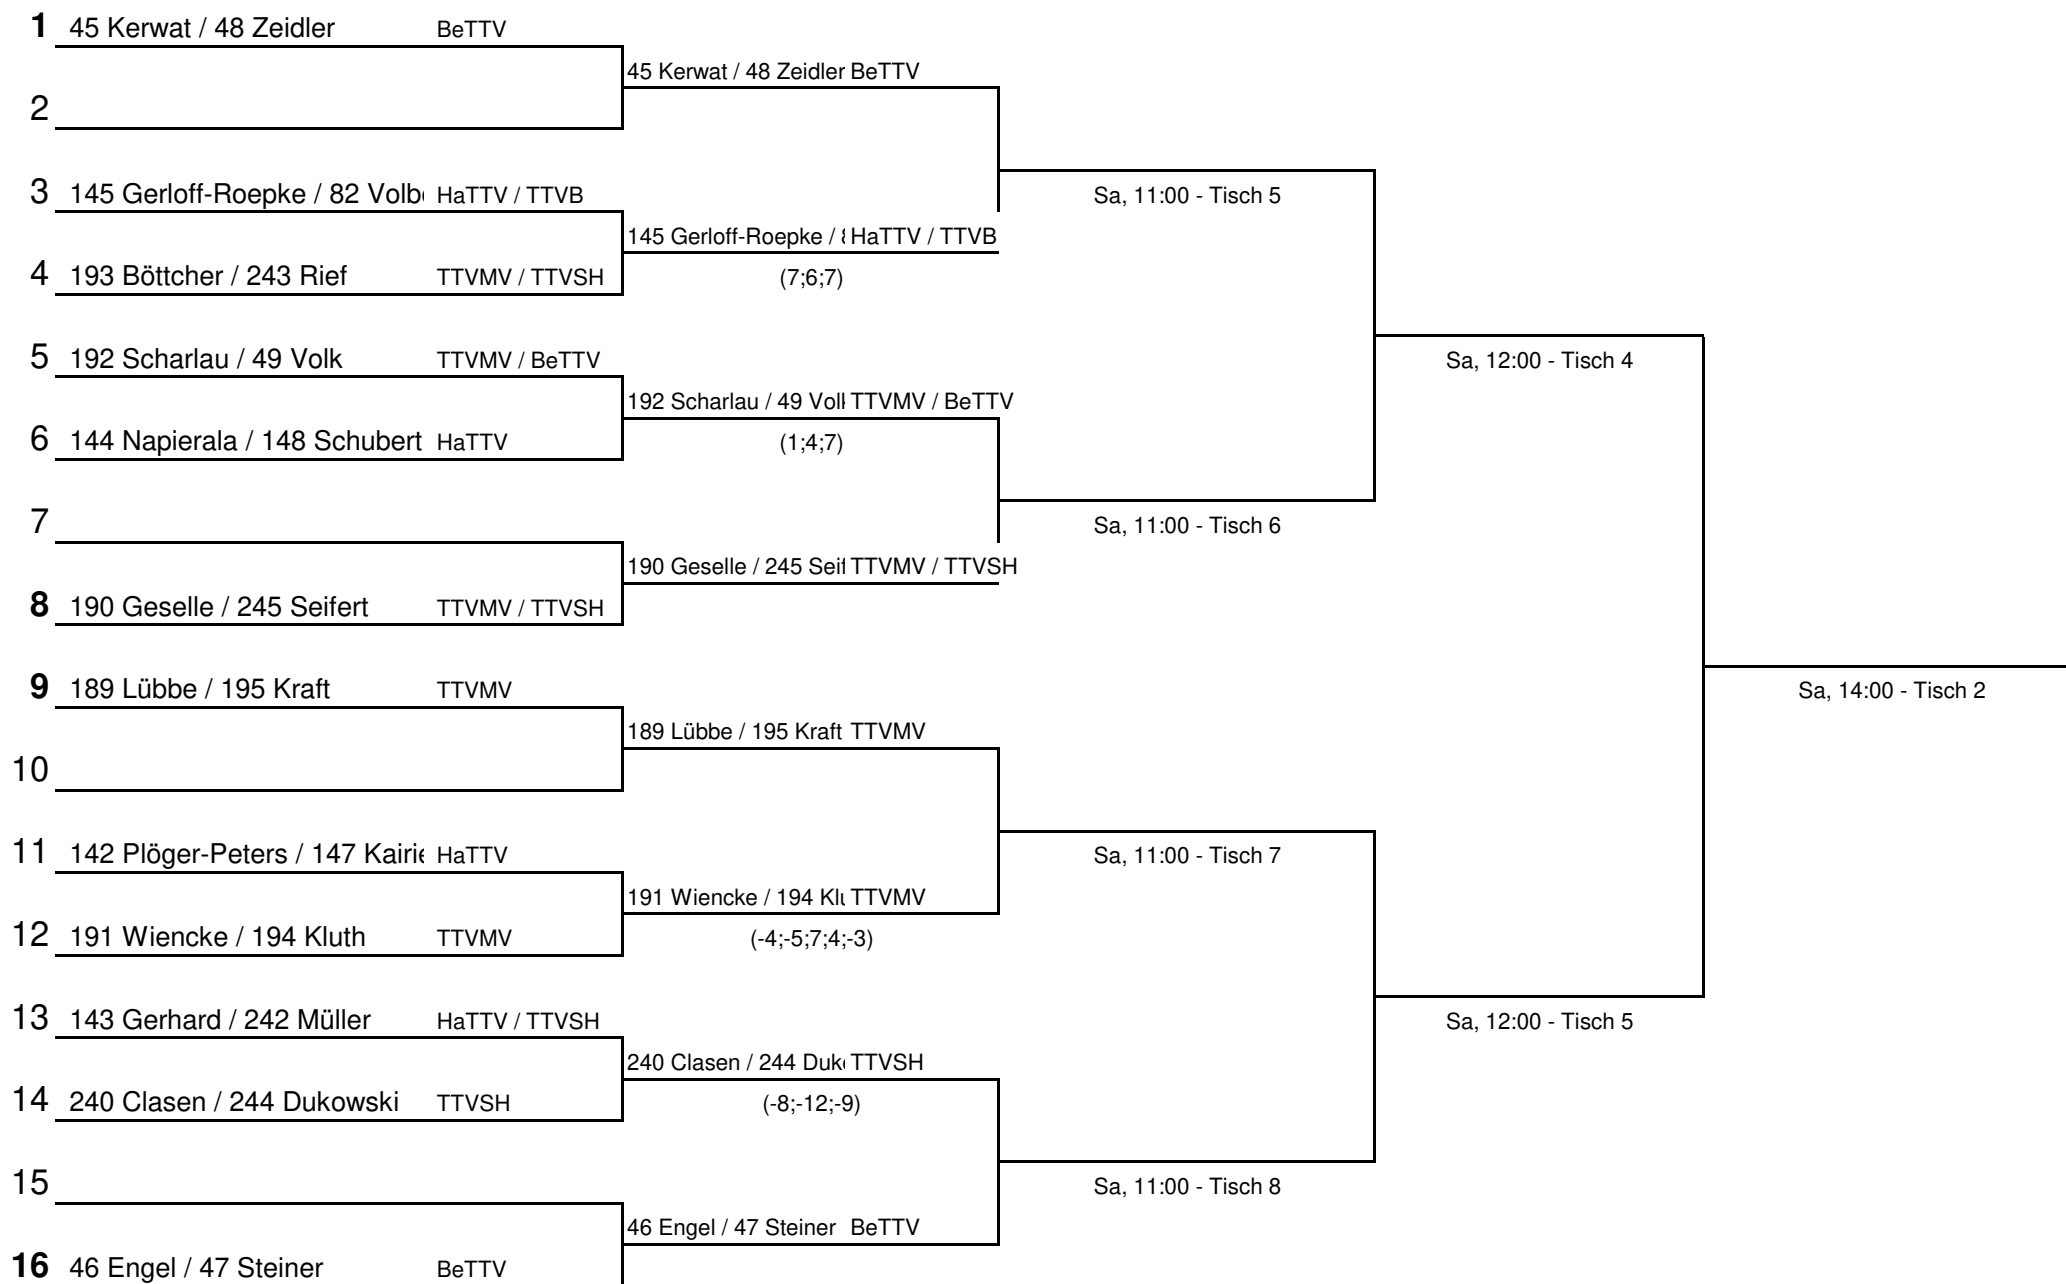 1 45 Kerwat / 48 Zeidler BeTTV
45 Kerwat / 48 Zeidler BeTTV
2
3 145 Gerloff-Roepke / 82 Volb HaTTV / TTVB
Sa, 11:00 - Tisch 5
145 Gerloff-Roepke / HaTTV / TTVB
4 193 Böttcher / 243 Rief TTVMV / TTVSH
(7;6;7)
5 192 Scharlau / 49 Volk TTVMV / BeTTV
Sa, 12:00 - Tisch 4
192 Scharlau / 49 Vol TTVMV / BeTTV
6 144 Napierala / 148 Schubert HaTTV
(1;4;7)
7
Sa, 11:00 - Tisch 6
190 Geselle / 245 Seif TTVMV / TTVSH
8 190 Geselle / 245 Seifert TTVMV / TTVSH
9 189 Lübbe / 195 Kraft TTVMV
Sa, 14:00 - Tisch 2
189 Lübbe / 195 Kraft TTVMV
10
11 142 Plöger-Peters / 147 Kairi HaTTV
Sa, 11:00 - Tisch 7
191 Wiencke / 194 Kl TTVMV
12 191 Wiencke / 194 Kluth TTVMV
(-4;-5;7;4;-3)
13 143 Gerhard / 242 Müller HaTTV / TTVSH
Sa, 12:00 - Tisch 5
240 Clasen / 244 Duk TTVSH
14 240 Clasen / 244 Dukowski TTVSH
(-8;-12;-9)
15
Sa, 11:00 - Tisch 8
46 Engel / 47 Steiner BeTTV
16 46 Engel / 47 Steiner BeTTV